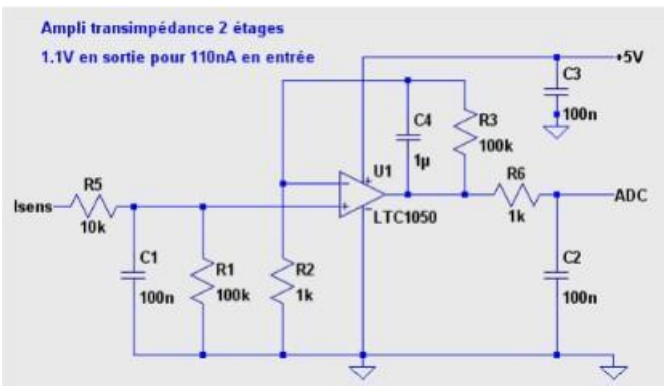 Ampli transimpédance 2 étages
1.1V en sortie pour 110nA en entrée
+5V
C3
100n
C4
1µ
R3
100k
U1
LTC1050
R6
1k
ADC
R5
Isens
10k
C1
100n
R1
100k
R2
1k
C2
100n